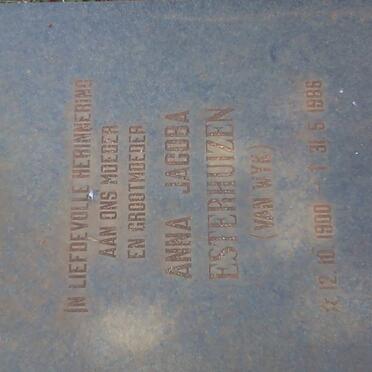 IN LIEFDEVOLLE HERINNERING
AAN ONS MOEDER
EN GROOTMOEDER
ANNA JACOBA
ESTERHUIZEN
(VAN WYK)
☆ 12 10 1900 - † 31 5 1986